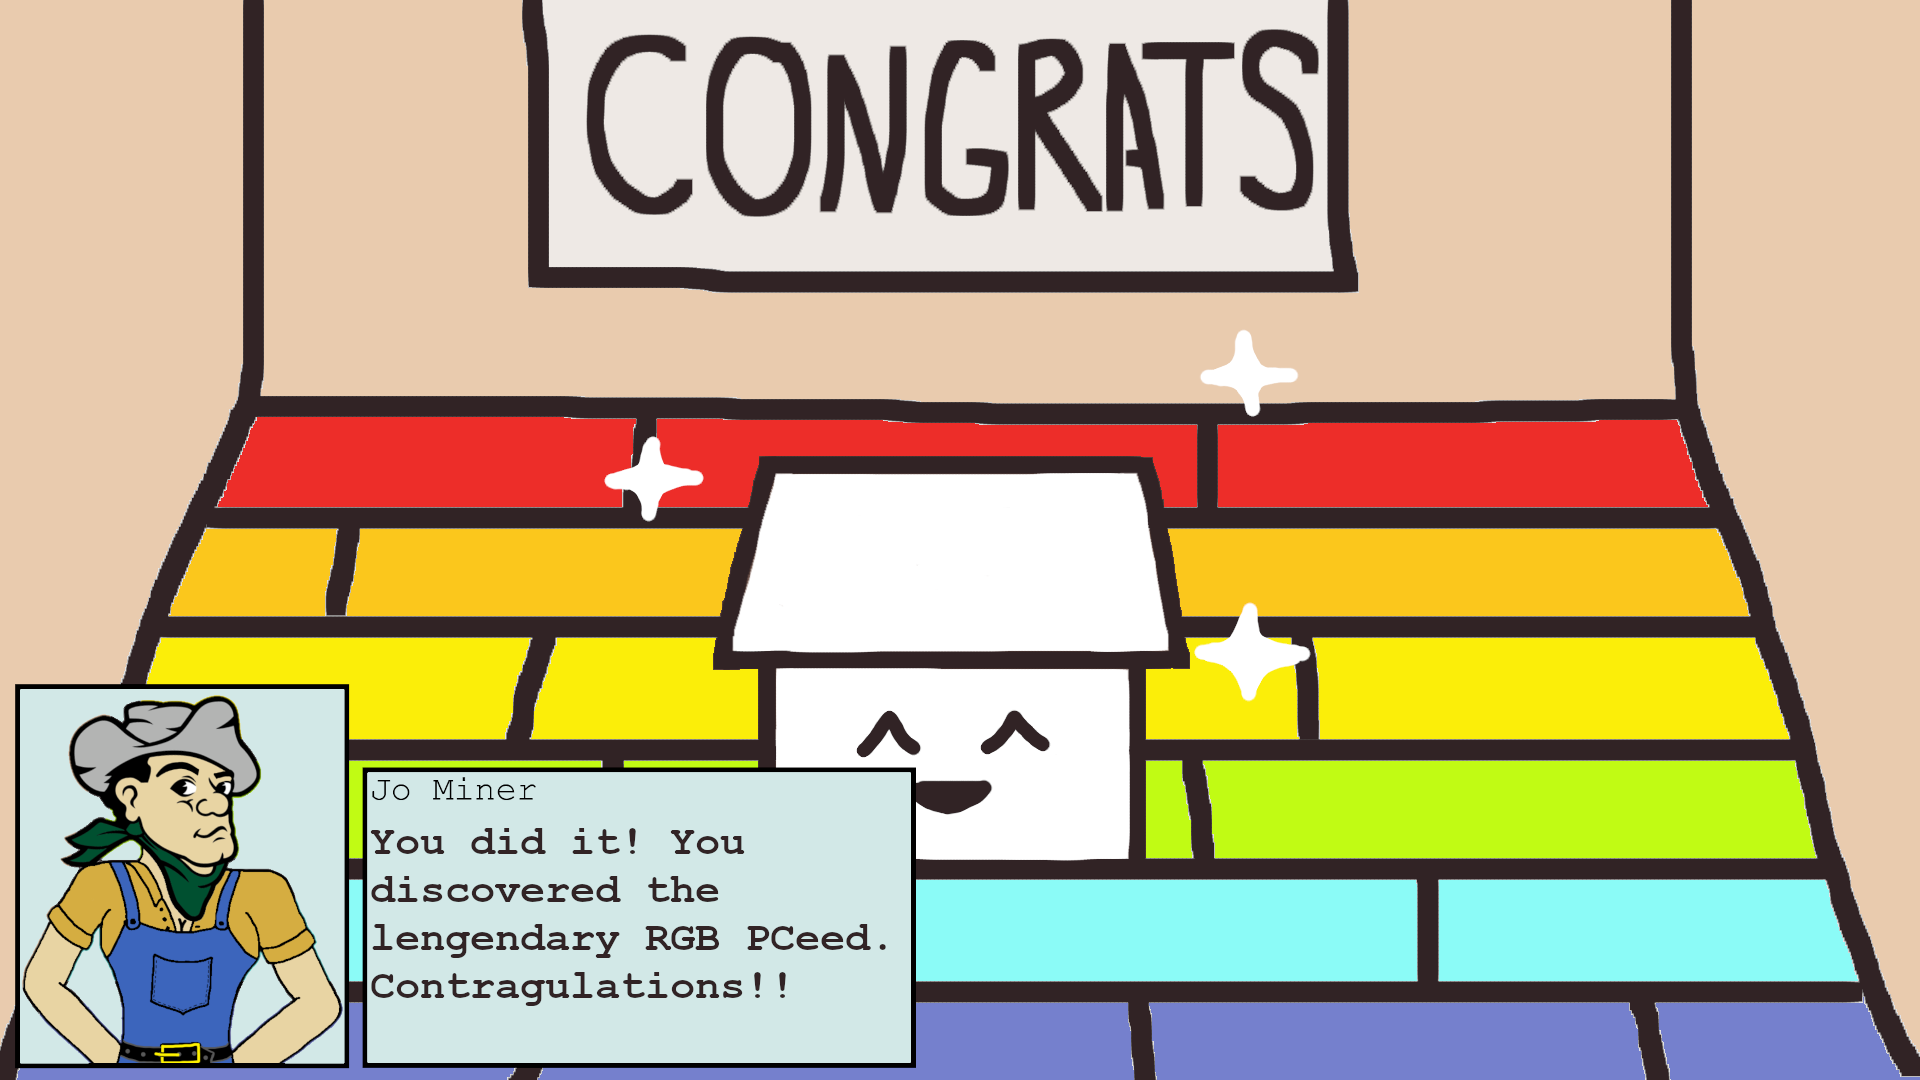 CONGRATS
Jo Miner
You did it! You
discovered the
lengendary RGB PCeed.
Contragulations!!